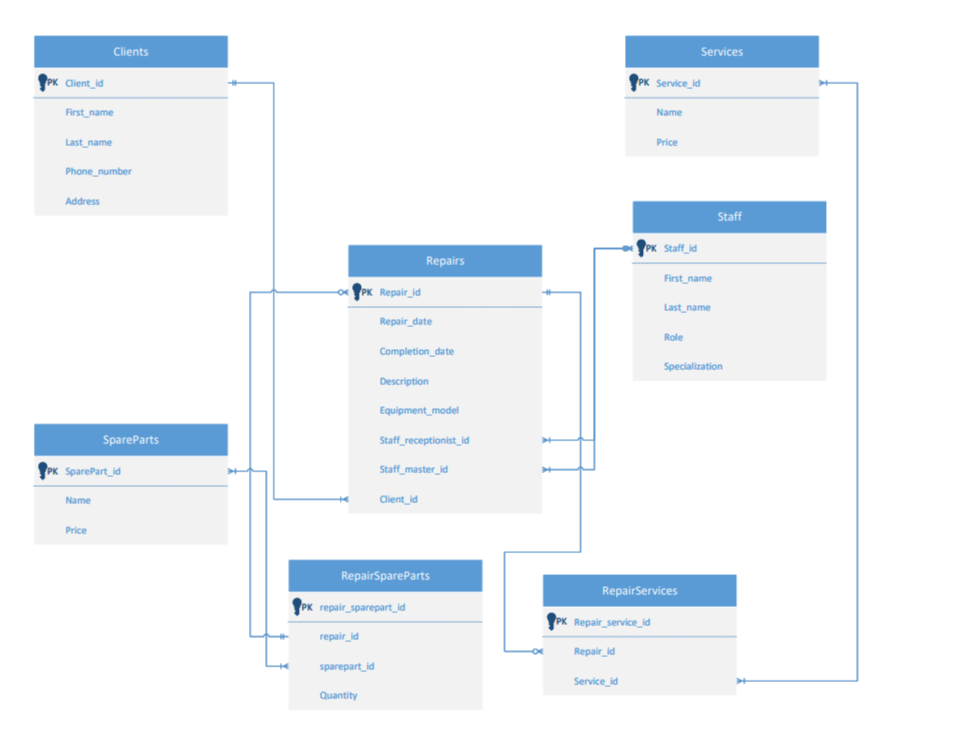 Clients
PK Client_id
First_name
Last_name
Phone_number
Address
Services
PK Service_id
Name
Price
Staff
PK Staff_id
First_name
Last_name
Role
Specialization
Repairs
PK Repair_id
Repair_date
Completion_date
Description
Equipment_model
Staff_receptionist_id
Staff_master_id
Client_id
SpareParts
PK SparePart_id
Name
Price
RepairSpareParts
PK repair_sparepart_id
repair_id
sparepart_id
Quantity
RepairServices
PK Repair_service_id
Repair_id
Service_id